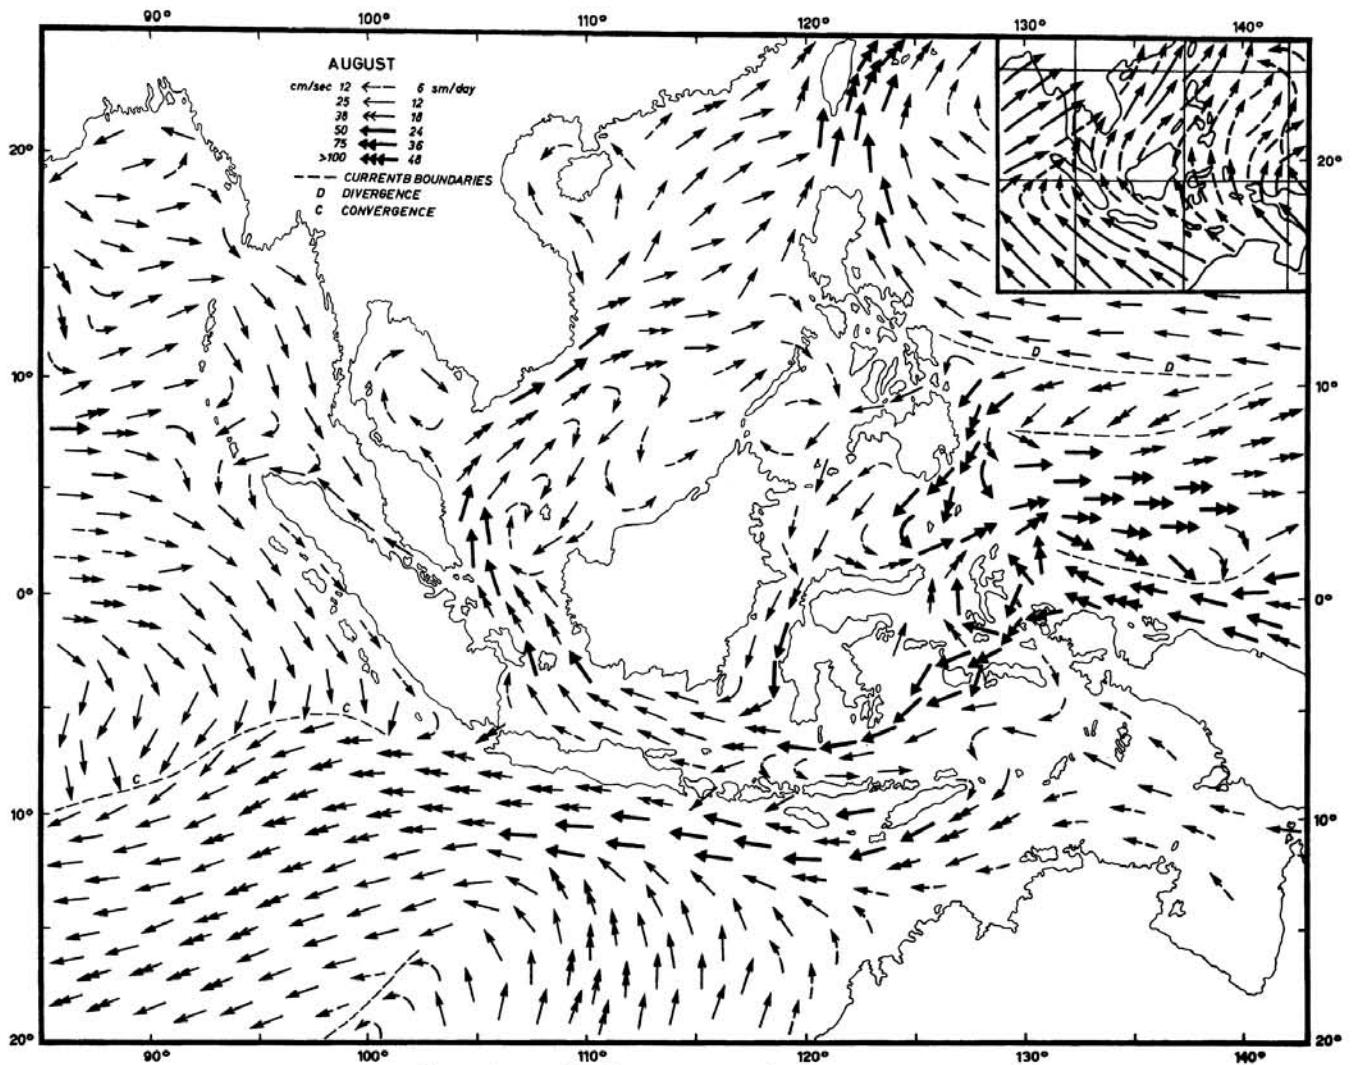 90° 100° 110° 120° 130° 140°
AUGUST
cm/sec 12 6 sm/day
25 12
38 18
50 24
75 36
>100 48
CURRENTS BOUNDARIES
D DIVERGENCE
C CONVERGENCE
20° 20°
D
D
10° 10°
0° 0°
C
C
10° 10°
20° 20°
90° 100° 110° 120° 130° 140°